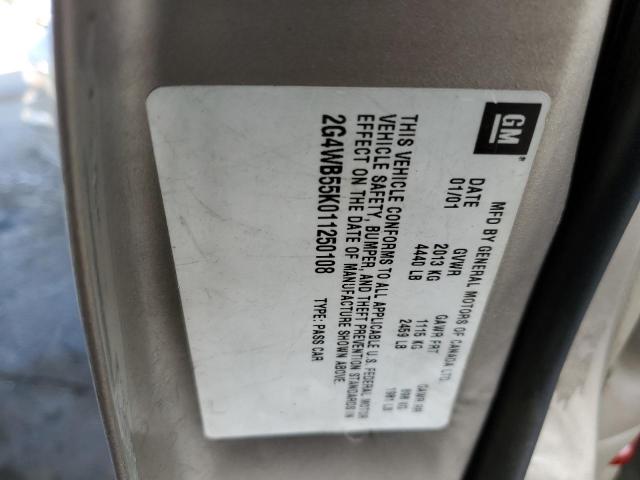 GM
®
MFD BY GENERAL MOTORS OF CANADA LTD.
DATE GVWR GAWR FRT GAWR RR
01/01 2013 KG 1115 KG 898 KG
4440 LB 2459 LB 1981 LB
THIS VEHICLE CONFORMS TO ALL APPLICABLE U.S. FEDERAL MOTOR
VEHICLE SAFETY, BUMPER, AND THEFT PREVENTION STANDARDS IN
EFFECT ON THE DATE OF MANUFACTURE SHOWN ABOVE.
2G4WB55K011250108 TYPE: PASS CAR